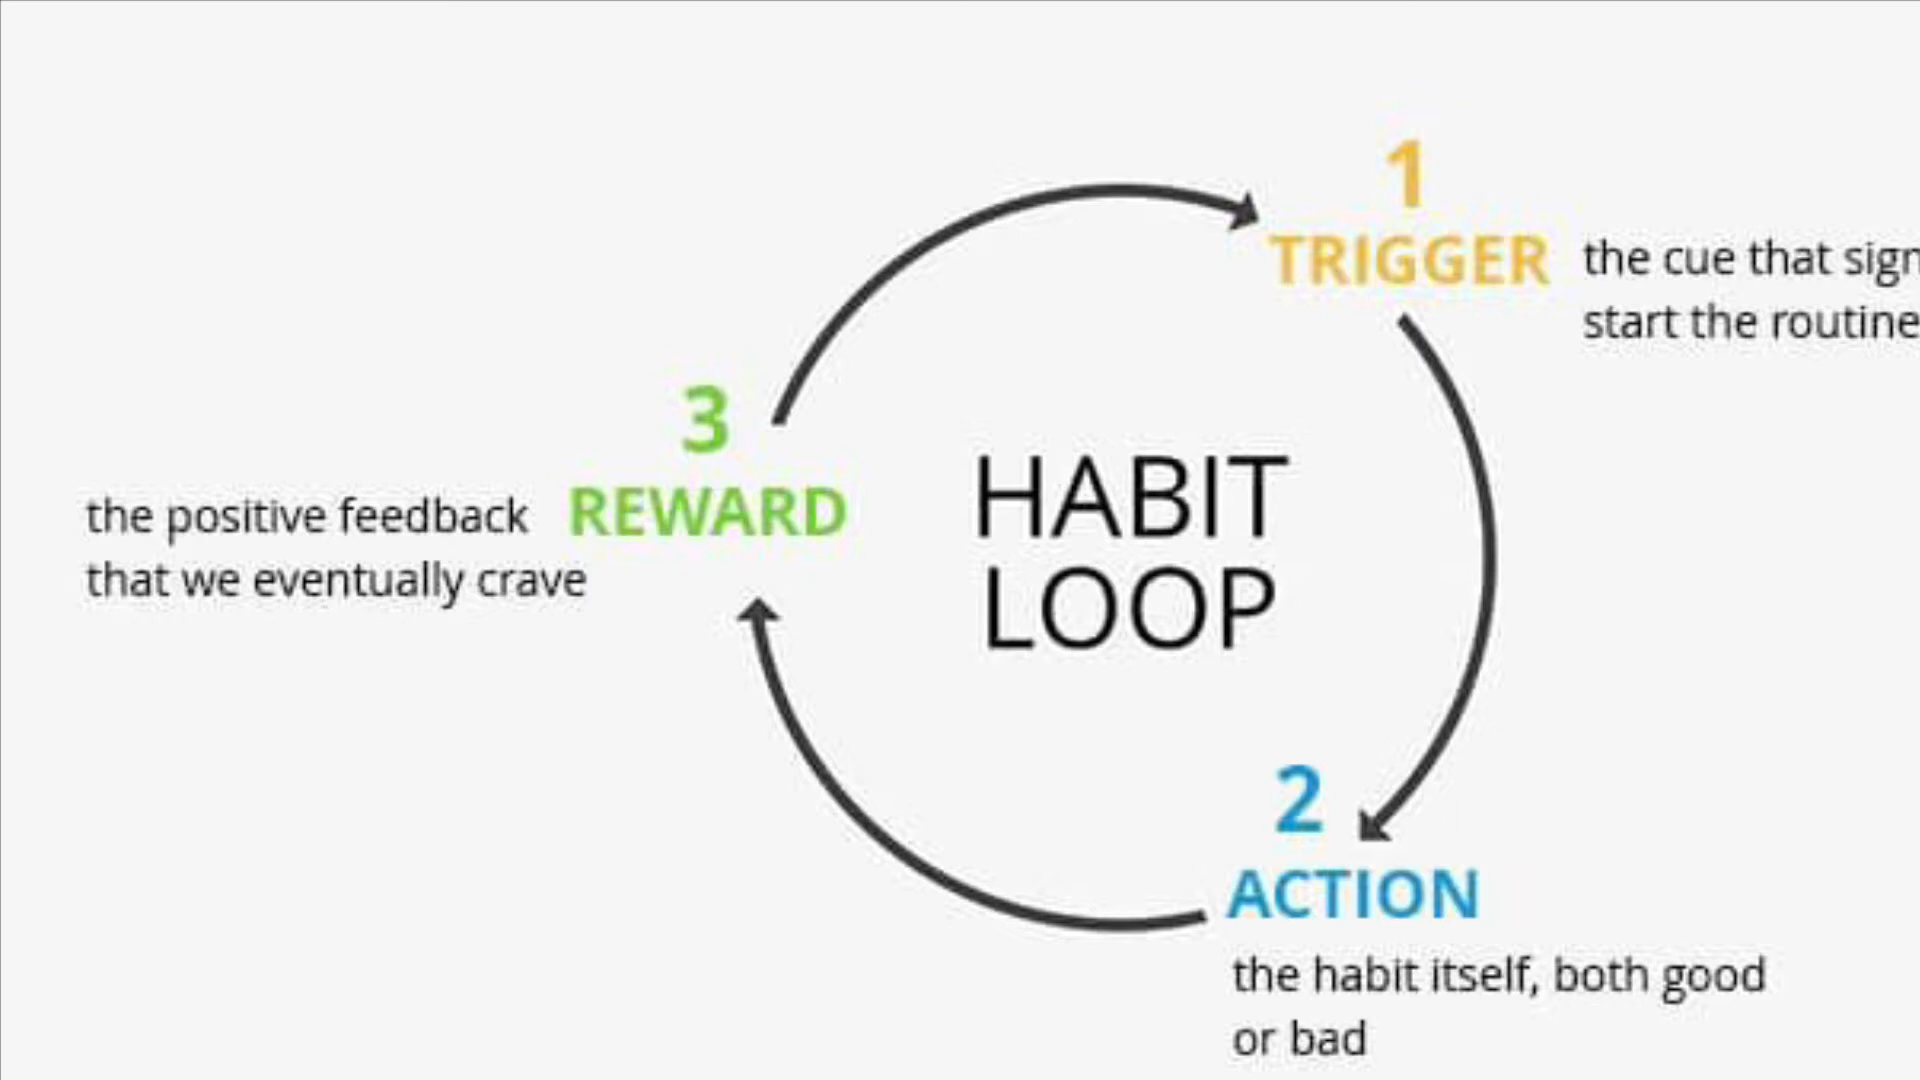 1
TRIGGER
the cue that
start the routine
3
REWARD
the positive feedback
that we eventually crave
HABIT
LOOP
2
ACTION
the habit itself, both good
or bad